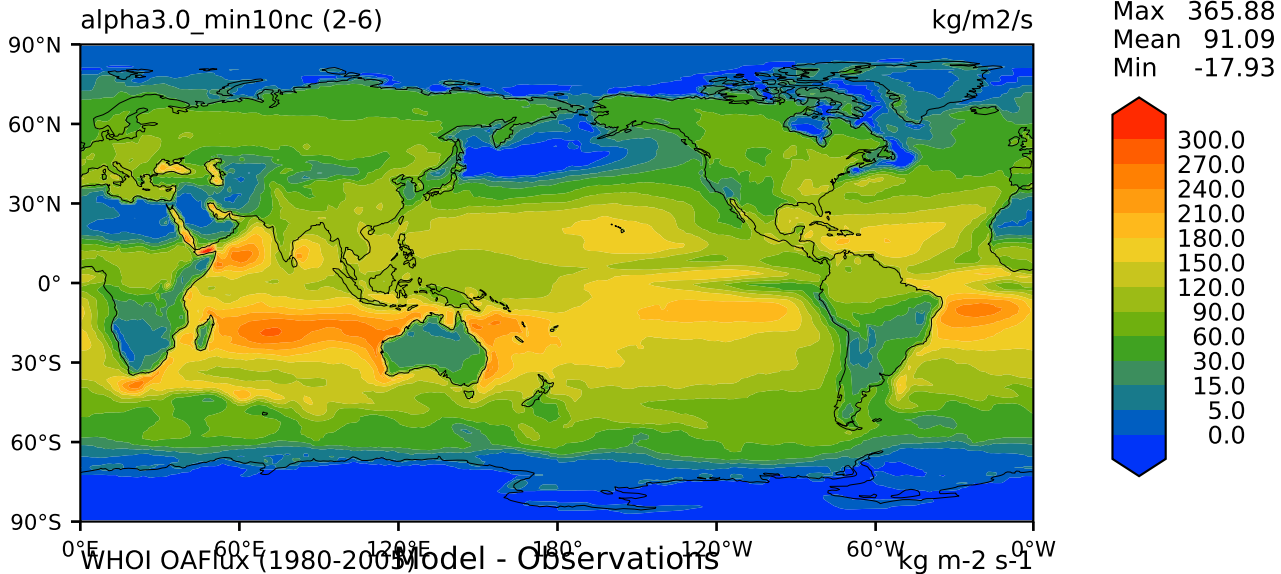 alpha3.0_min10nc (2-6) kg/m2/s
Max 365.88
Mean 91.09
Min -17.93
90°N
60°N
30°N
0°
30°S
60°S
90°S
0°E 60°E 120°E 180° 120°W 60°W 0°W
WHOI OAFlux (1980-2005) Model - Observations kg m-2 s-1
300.0
270.0
240.0
210.0
180.0
150.0
120.0
90.0
60.0
30.0
15.0
5.0
0.0